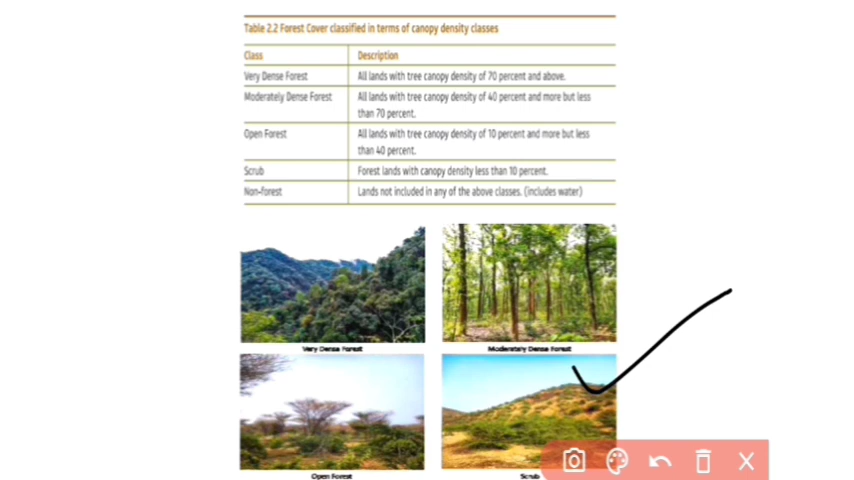 Table 2.2 Forest Cover classified in terms of canopy density classes
Class Description
Very Dense Forest All lands with tree canopy density of 70 percent and above.
Moderately Dense Forest All lands with tree canopy density of 40 percent and more but less
than 70 percent.
Open Forest All lands with tree canopy density of 10 percent and more but less
than 40 percent.
Scrub Forest lands with canopy density less than 10 percent.
Non-forest Lands not included in any of the above classes. (includes water)
Very Dense Forest Moderately Dense Forest
Open Forest Scrub